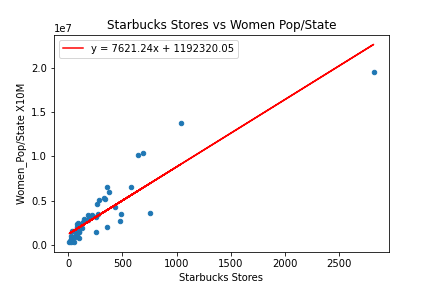 Starbucks Stores vs Women Pop/State
1e7
y = 7621.24x + 1192320.05
2.0
1.5
1.0
0.5
0.0
Women_Pop/State X10M
0 500 1000 1500 2000 2500
Starbucks Stores